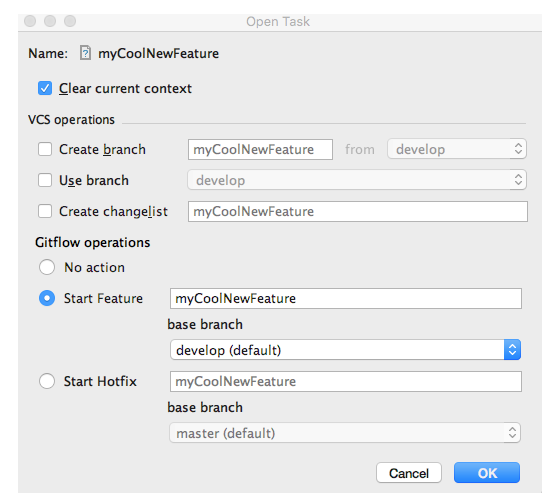 Open Task
Name: ? myCoolNewFeature
Clear current context
VCS operations
Create branch myCoolNewFeature from develop
Use branch develop
Create changelist myCoolNewFeature
Gitflow operations
No action
Start Feature myCoolNewFeature
base branch
develop (default)
Start Hotfix myCoolNewFeature
base branch
master (default)
Cancel OK